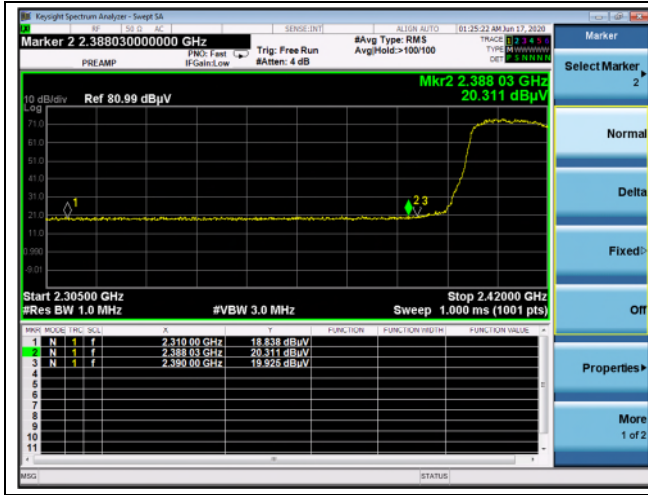 Keysight Spectrum Analyzer - Swept SA
RF 50 Ω AC SENSE:INT ALIGN AUTO 01:25:22 AM Jun 17, 2020
Marker 2 2.388030000000 GHz
#Avg Type: RMS
TRACE 1 2 3 4 5 6
PNO: Fast Trig: Free Run Avg|Hold:>100/100
TYPE M WWWWW
PREAMP IFGain:Low #Atten: 4 dB
DET P S N N N N
Mkr2 2.388 03 GHz
20.311 dBµV
10 dB/div Ref 80.99 dBµV
Log
71.0
61.0
51.0
41.0
31.0
21.0
11.0
0.990
-9.01
1
2 3
Start 2.30500 GHz Stop 2.42000 GHz
#Res BW 1.0 MHz #VBW 3.0 MHz Sweep 1.000 ms (1001 pts)
MKR MODE TRC SCL X Y FUNCTION FUNCTION WIDTH FUNCTION VALUE
1 N 1 f 2.310 00 GHz 18.838 dBµV
2 N 1 f 2.388 03 GHz 20.311 dBµV
3 N 1 f 2.390 00 GHz 19.925 dBµV
4
5
6
7
8
9
10
11
MSG STATUS
Marker
Select Marker
2
Normal
Delta
Fixed
Off
Properties
More
1 of 2